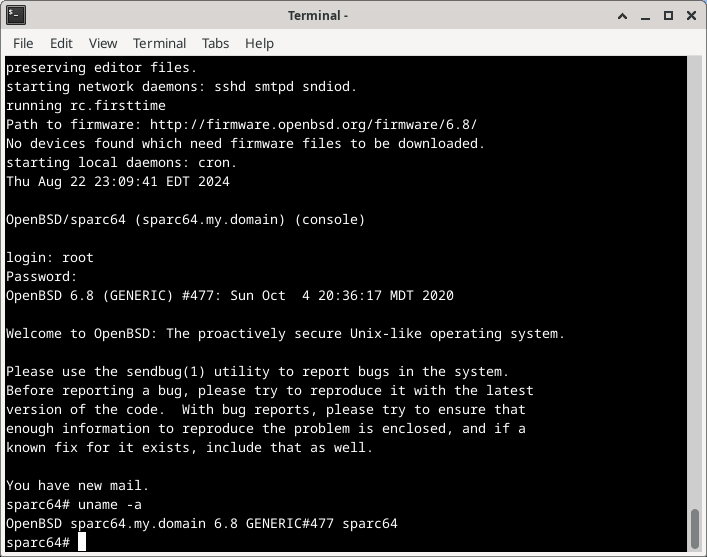 Terminal -
File Edit View Terminal Tabs Help
preserving editor files.
starting network daemons: sshd smtpd sndiod.
running rc.firsttime
Path to firmware: http://firmware.openbsd.org/firmware/6.8/
No devices found which need firmware files to be downloaded.
starting local daemons: cron.
Thu Aug 22 23:09:41 EDT 2024
OpenBSD/sparc64 (sparc64.my.domain) (console)
login: root
Password:
OpenBSD 6.8 (GENERIC) #477: Sun Oct  4 20:36:17 MDT 2020
Welcome to OpenBSD: The proactively secure Unix-like operating system.
Please use the sendbug(1) utility to report bugs in the system.
Before reporting a bug, please try to reproduce it with the latest
version of the code.  With bug reports, please try to ensure that
enough information to reproduce the problem is enclosed, and if a
known fix for it exists, include that as well.
You have new mail.
sparc64# uname -a
OpenBSD sparc64.my.domain 6.8 GENERIC#477 sparc64
sparc64#